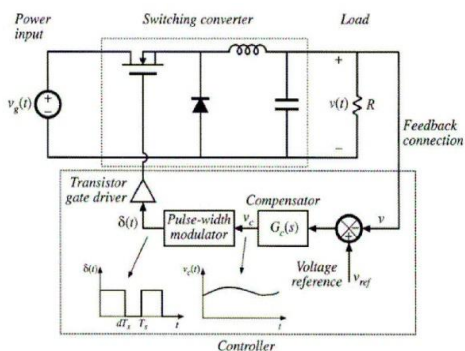 Power
input
Switching converter
Load
v_g(t)
+
−
+
v(t)
−
R
Feedback
connection
Transistor
gate driver
δ(t)
Pulse-width
modulator
v_c
Compensator
G_c(s)
v
Voltage
reference
v_ref
δ(t)
dT_s T_s t
v_c(t)
t
Controller